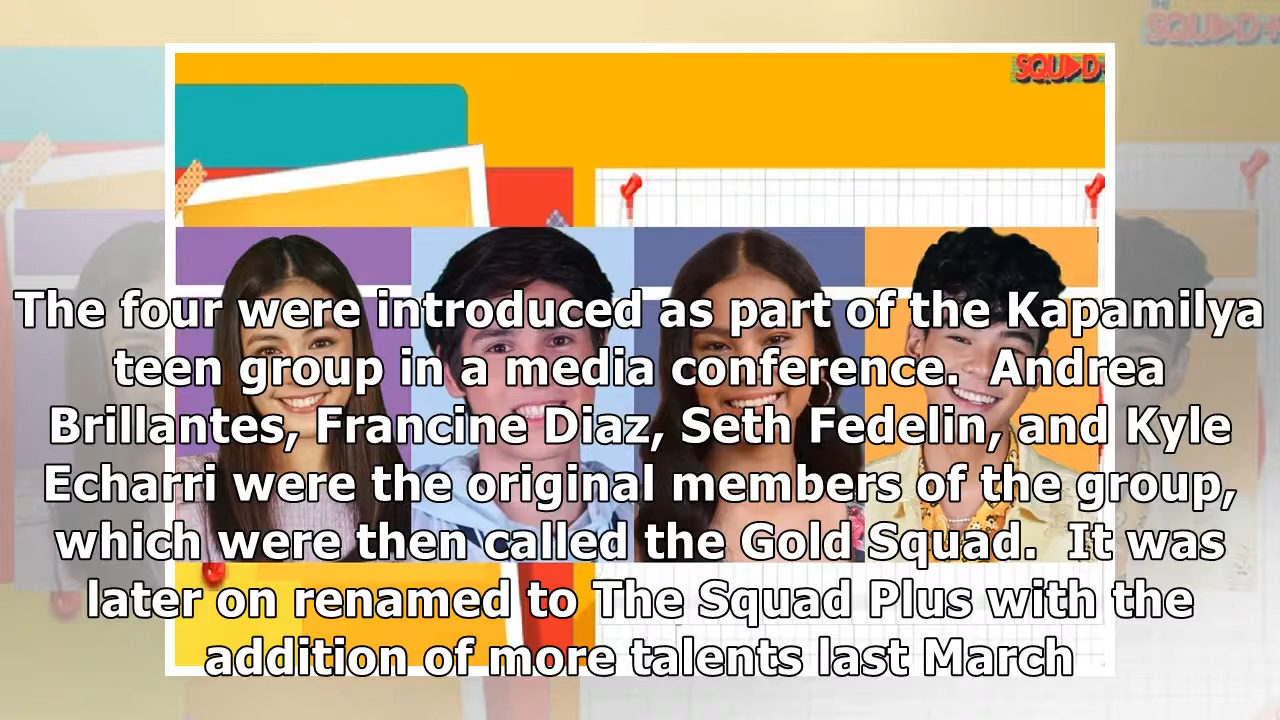 SQUAD+
SQUAD
The four were introduced as part of the Kapamilya
teen group in a media conference.  Andrea
Brillantes, Francine Diaz, Seth Fedelin, and Kyle
Echarri were the original members of the group,
which were then called the Gold Squad.  It was
later on renamed to The Squad Plus with the
addition of more talents last March